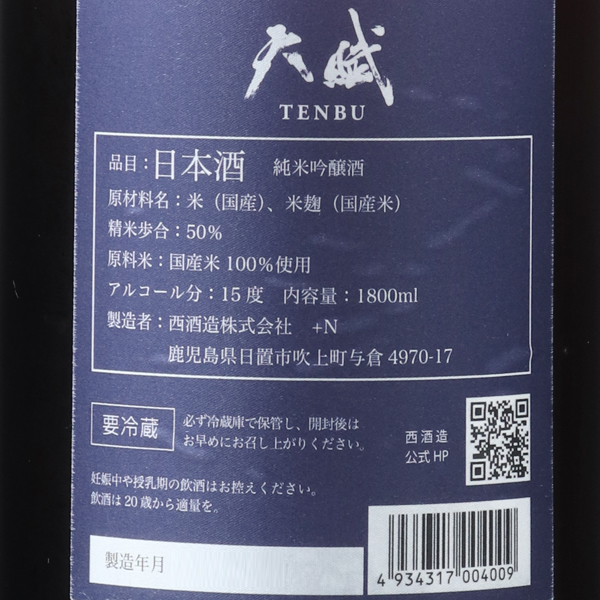 天賦
TENBU
品目：日本酒 純米吟醸酒
原材料名：米（国産）、米麹（国産米）
精米歩合：50％
原料米：国産米100％使用
アルコール分：15度 内容量：1800ml
製造者：西酒造株式会社 +N
鹿児島県日置市吹上町与倉4970-17
要冷蔵
必ず冷蔵庫で保管し、開封後は
お早めにお召し上がりください。
西酒造
公式HP
妊娠中や授乳期の飲酒はお控えください。
飲酒は20歳から適量を。
製造年月
4 934317 004009